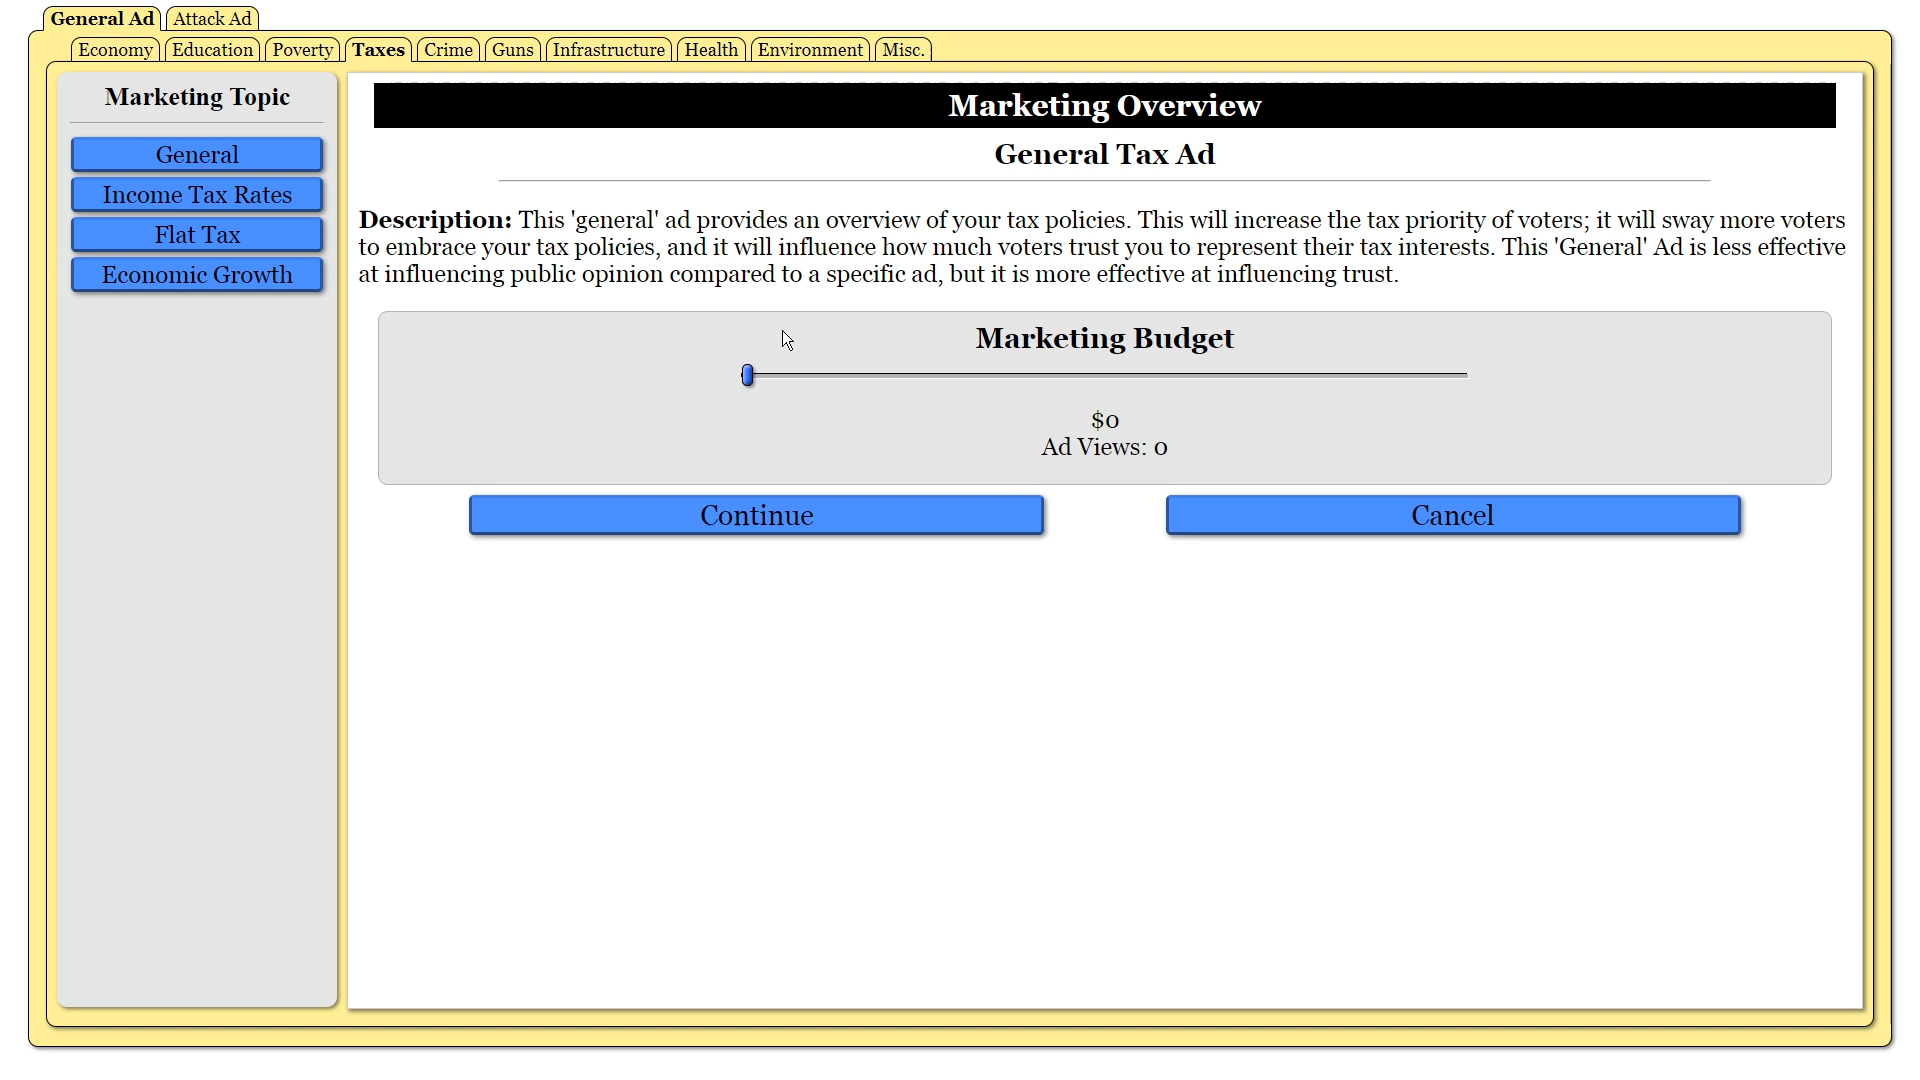 General Ad Attack Ad
Economy Education Poverty Taxes Crime Guns Infrastructure Health Environment Misc.
Marketing Topic
General
Income Tax Rates
Flat Tax
Economic Growth
Marketing Overview
General Tax Ad
Description: This 'general' ad provides an overview of your tax policies. This will increase the tax priority of voters; it will sway more voters
to embrace your tax policies, and it will influence how much voters trust you to represent their tax interests. This 'General' Ad is less effective
at influencing public opinion compared to a specific ad, but it is more effective at influencing trust.
Marketing Budget
$0
Ad Views: 0
Continue Cancel